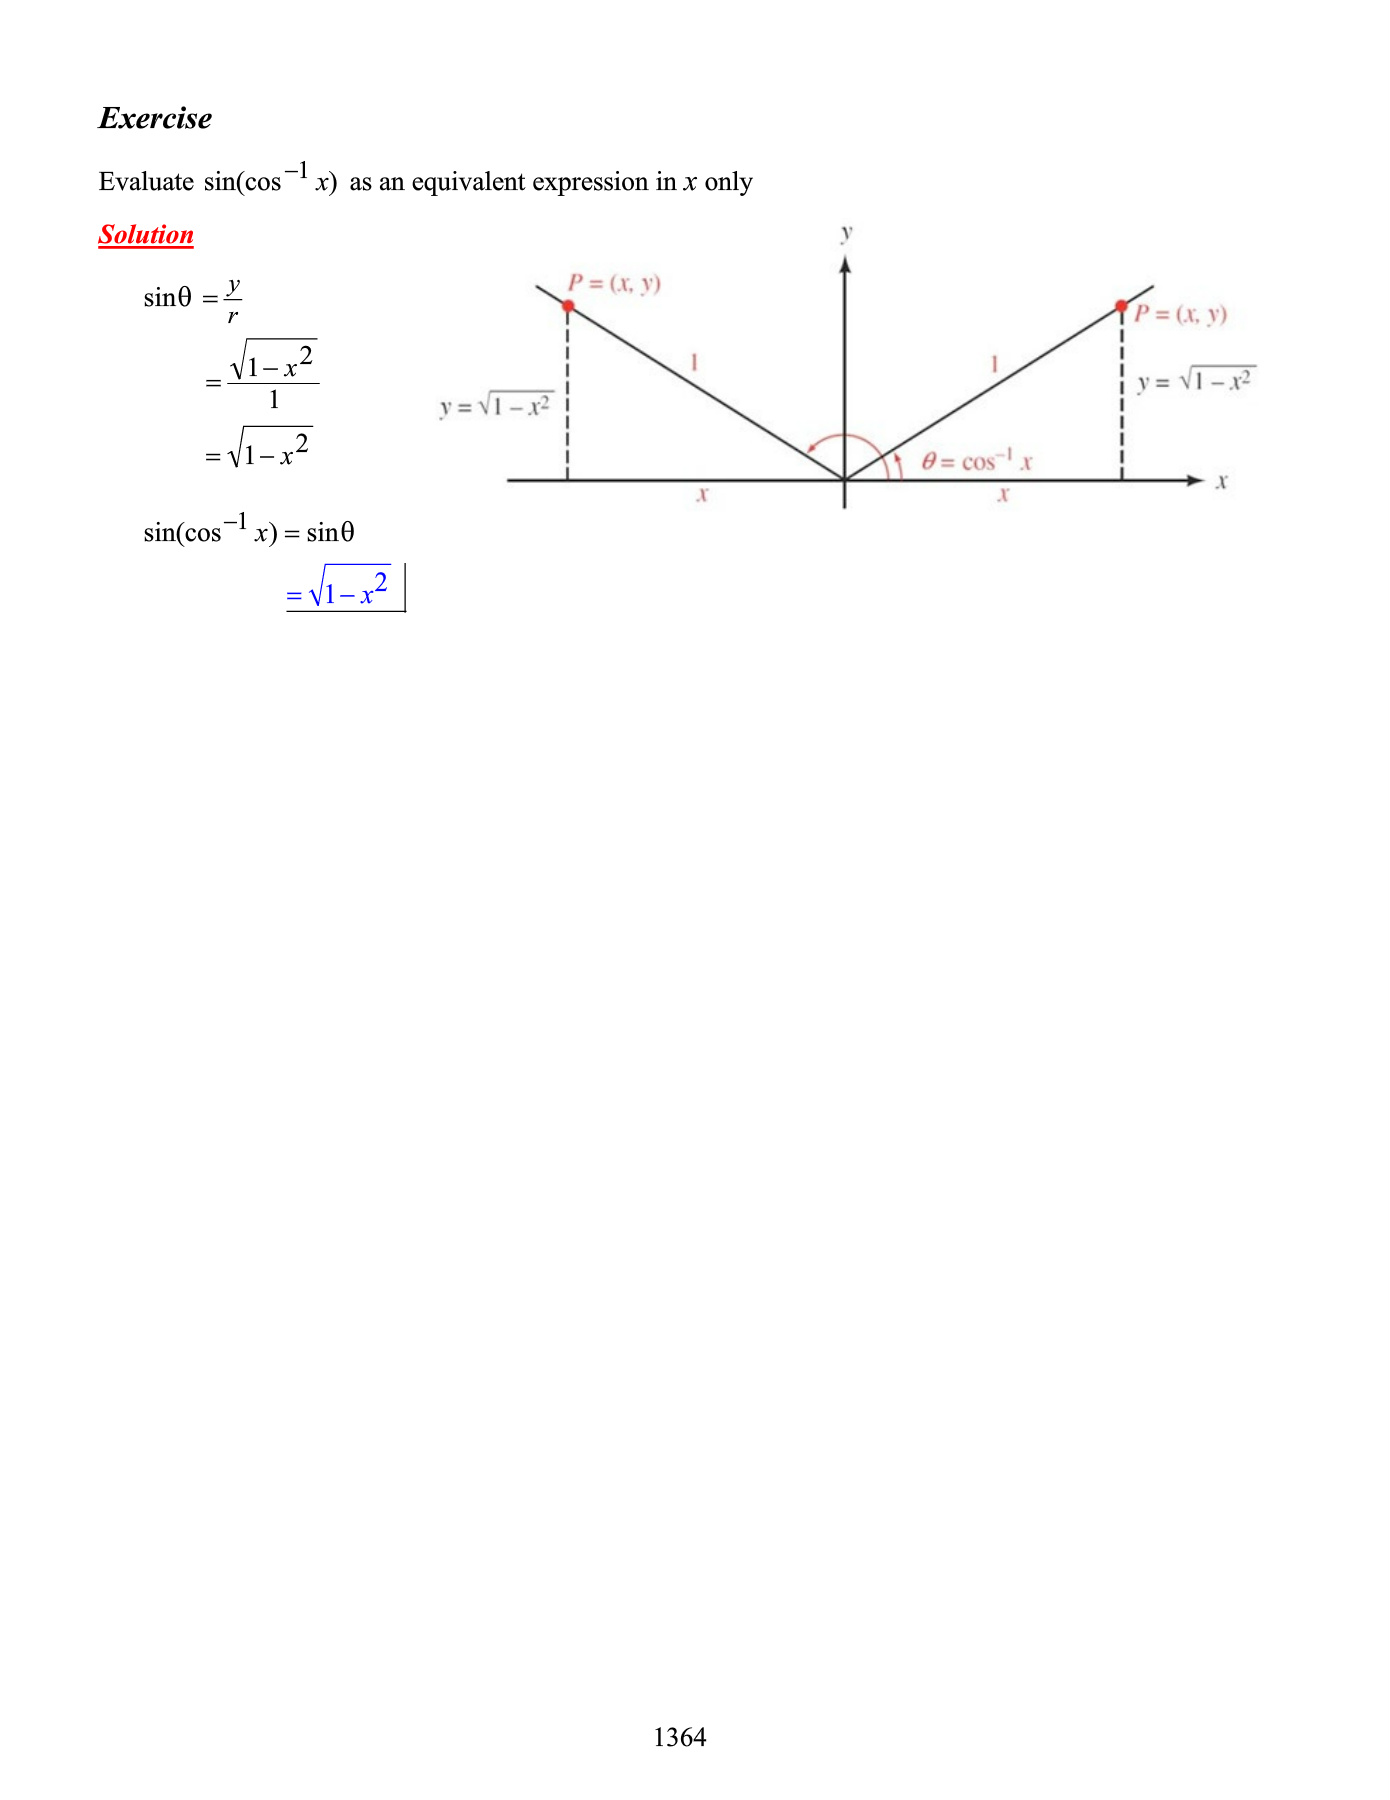 Exercise
Evaluate sin(cos⁻¹ x) as an equivalent expression in x only
Solution
sinθ = y/r
= √(1−x²)/1
= √(1−x²)
sin(cos⁻¹ x) = sinθ
= √(1−x²)
y
P = (x, y)
P = (x, y)
1
1
y = √(1 − x²)
y = √(1 − x²)
θ = cos⁻¹ x
x
x
x
1364